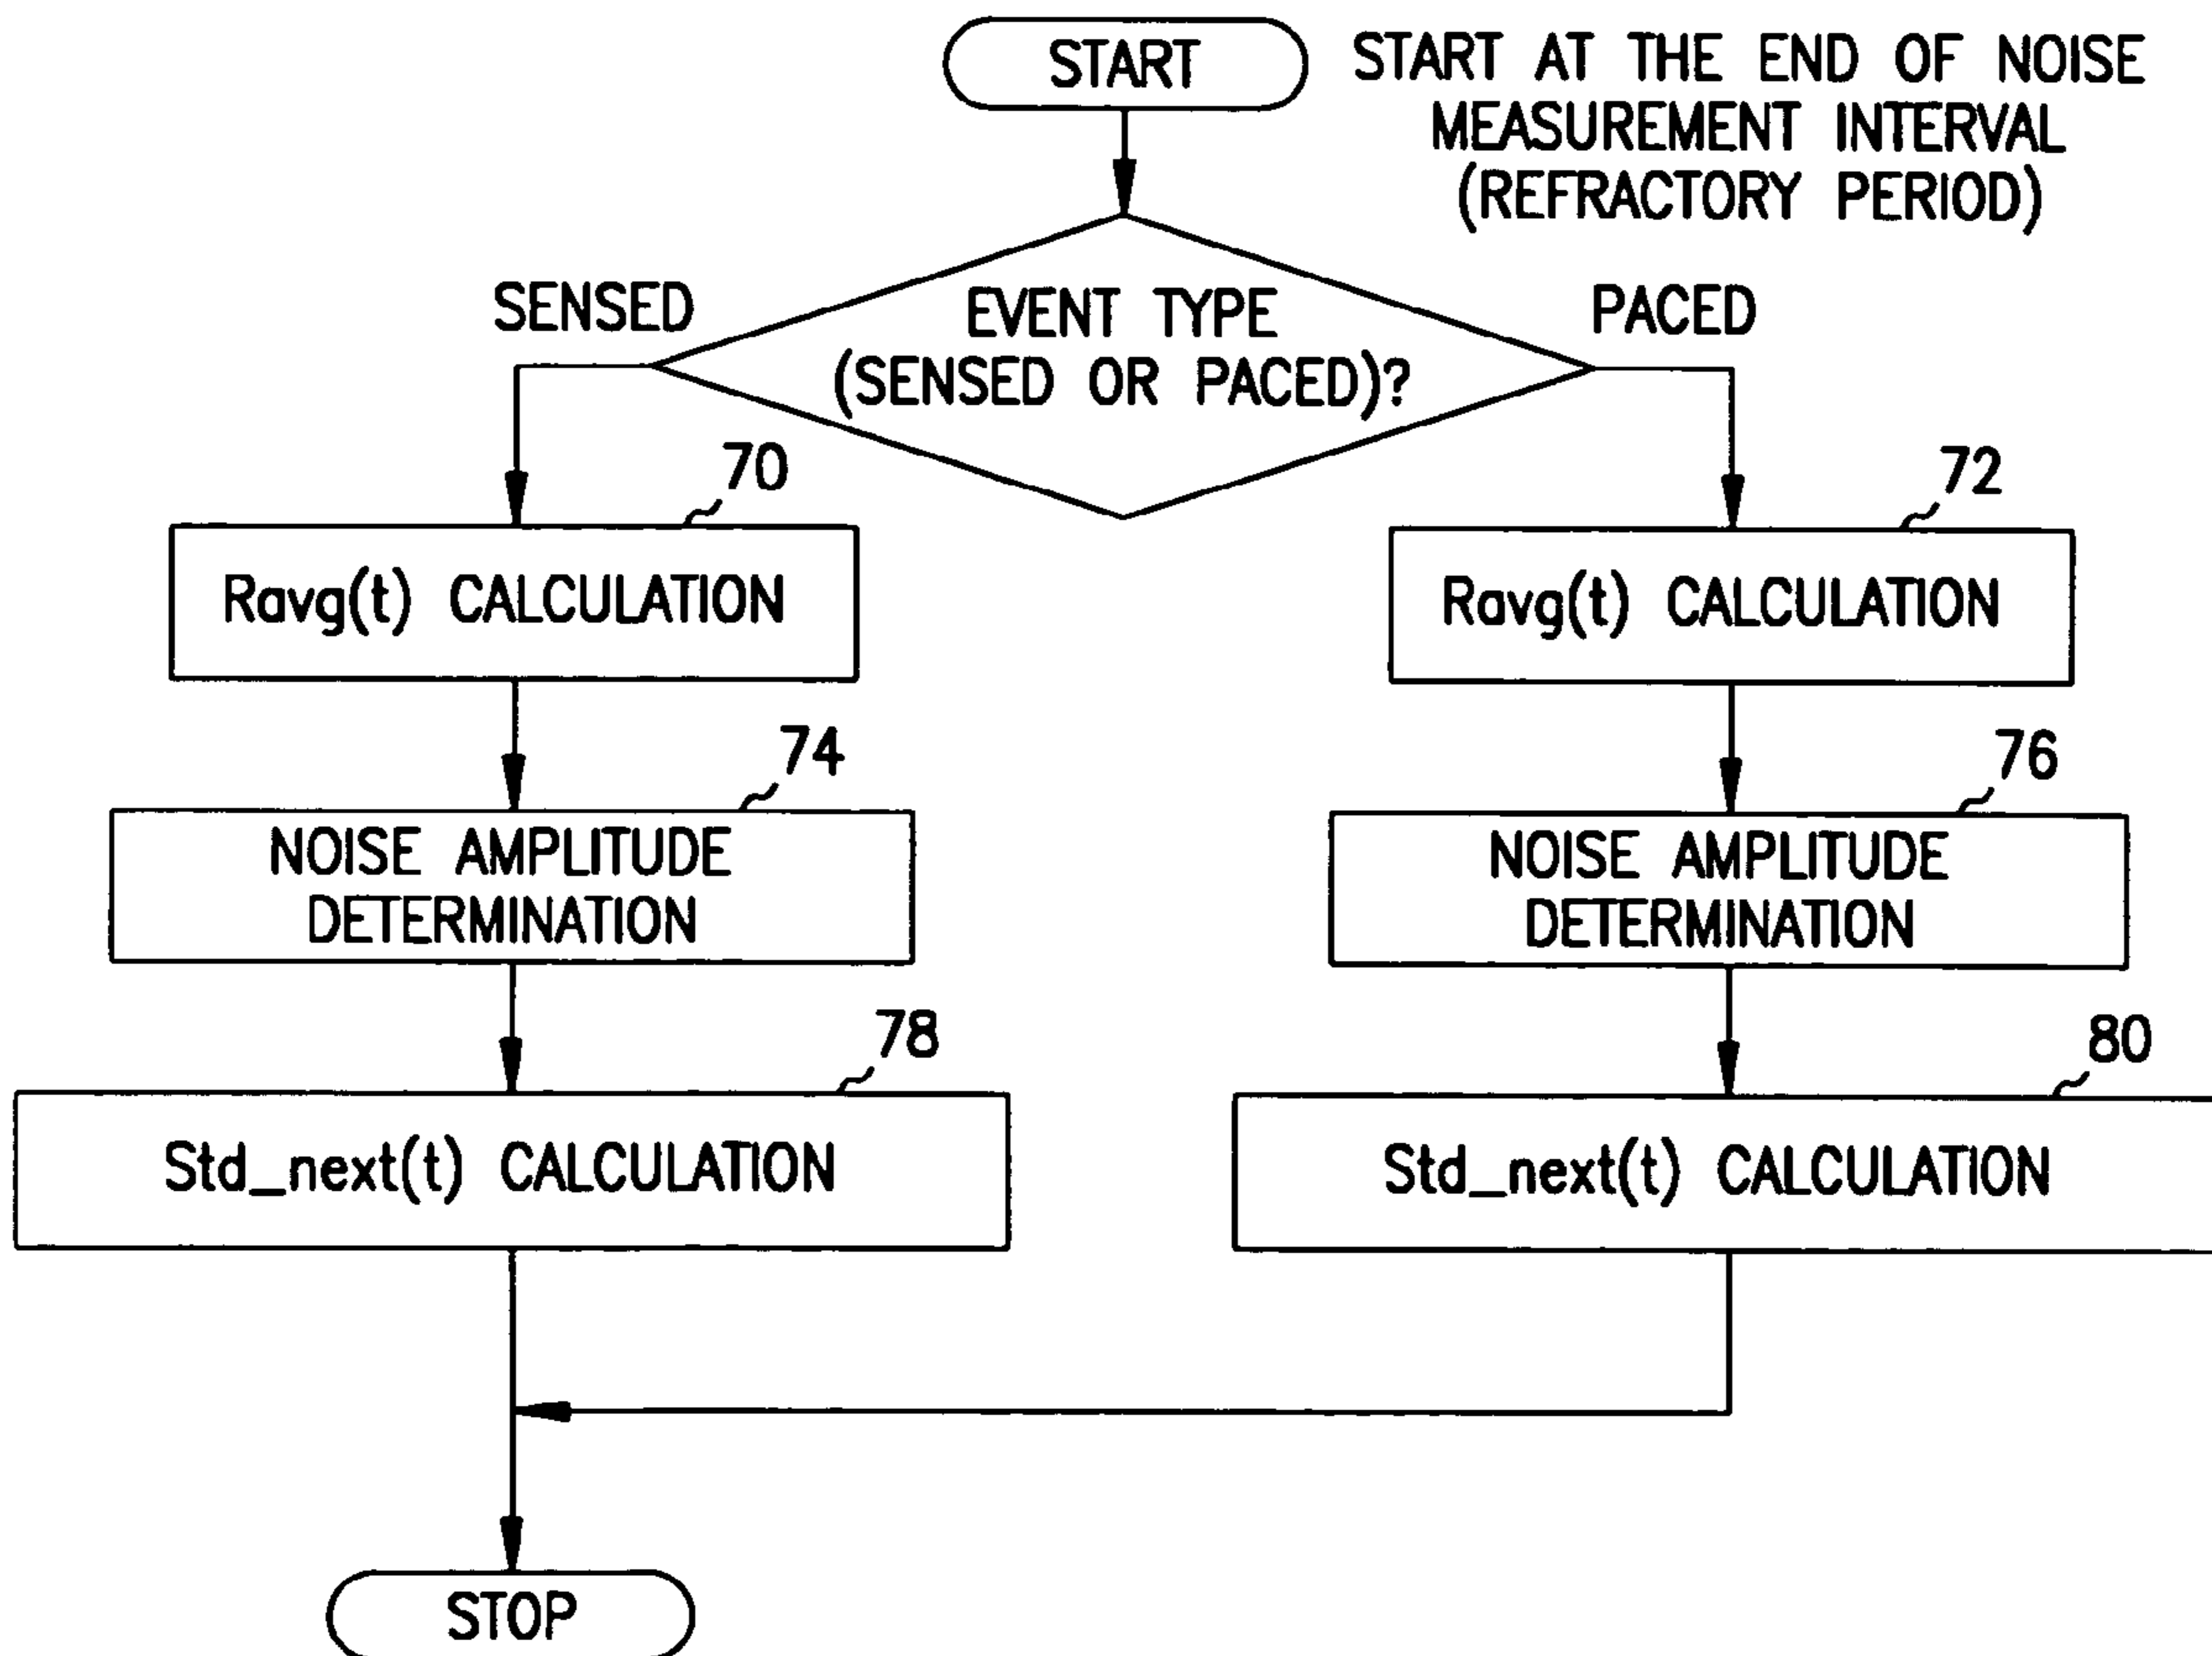 START
START AT THE END OF NOISE
MEASUREMENT INTERVAL
(REFRACTORY PERIOD)
EVENT TYPE
(SENSED OR PACED)?
SENSED
PACED
70
Ravg(t) CALCULATION
74
NOISE AMPLITUDE
DETERMINATION
78
Std_next(t) CALCULATION
72
Ravg(t) CALCULATION
76
NOISE AMPLITUDE
DETERMINATION
80
Std_next(t) CALCULATION
STOP